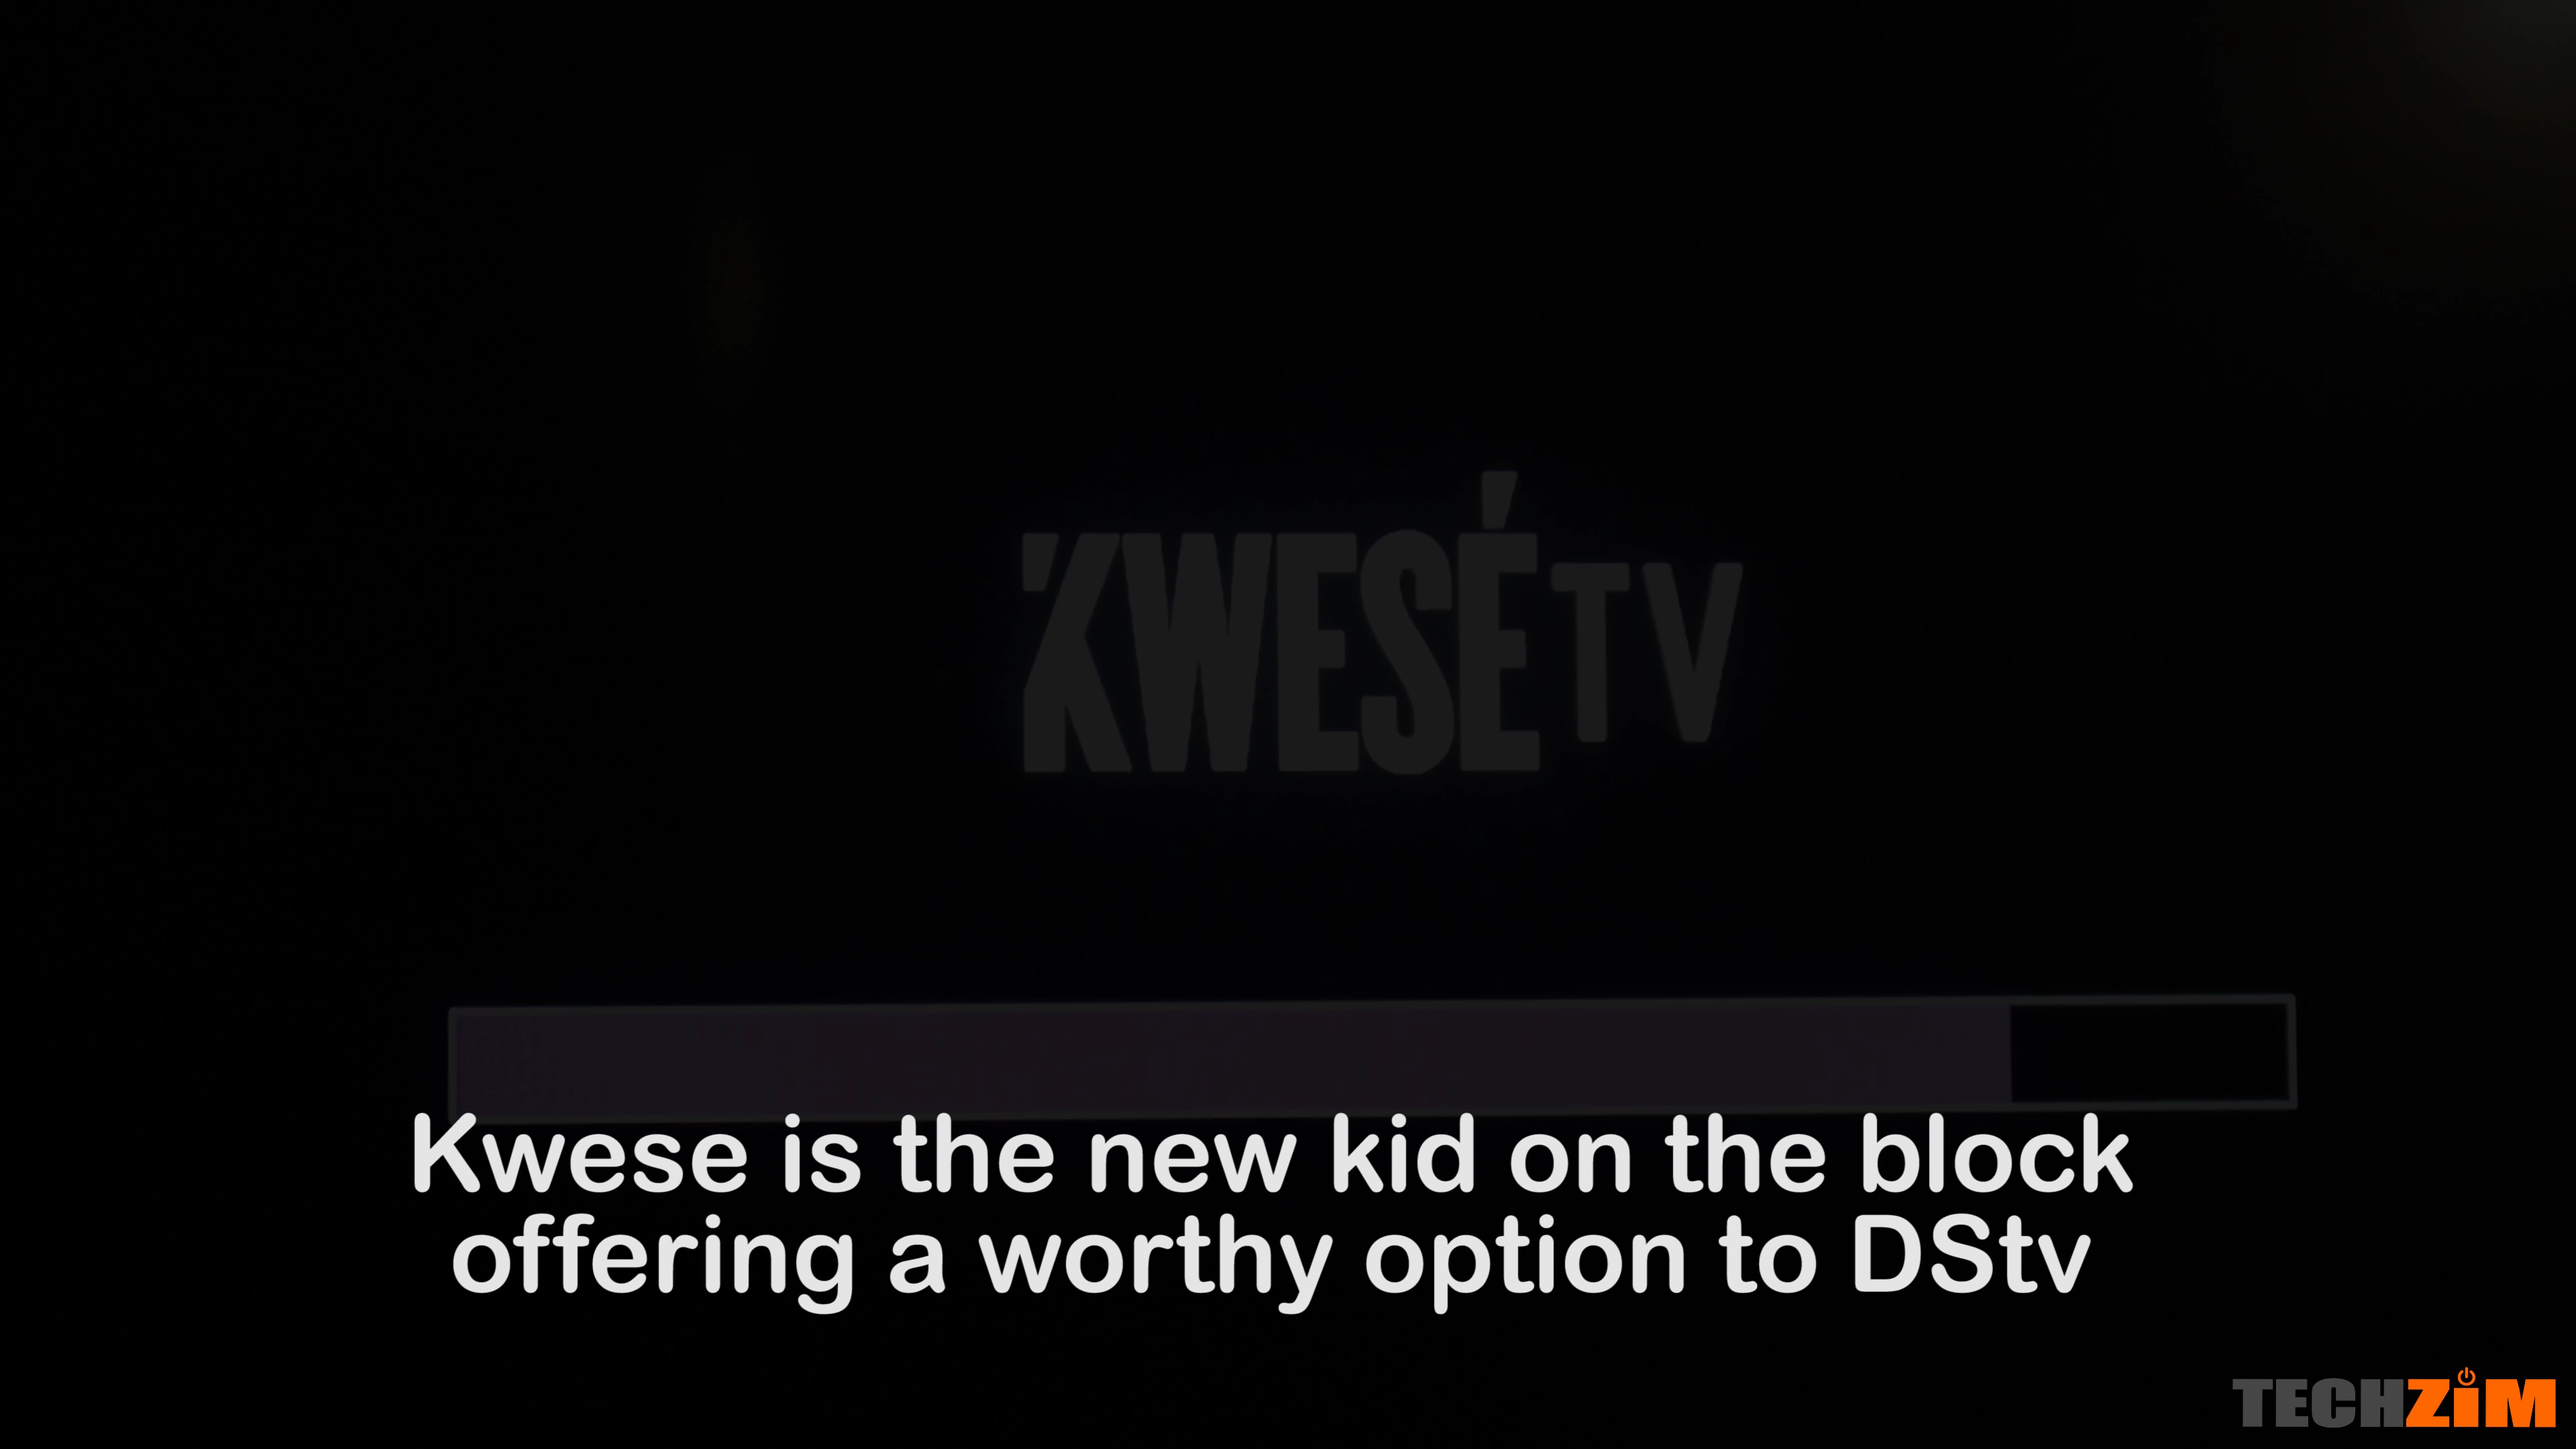 KWESÉ TV
Kwese is the new kid on the block
offering a worthy option to DStv
TECHZiM